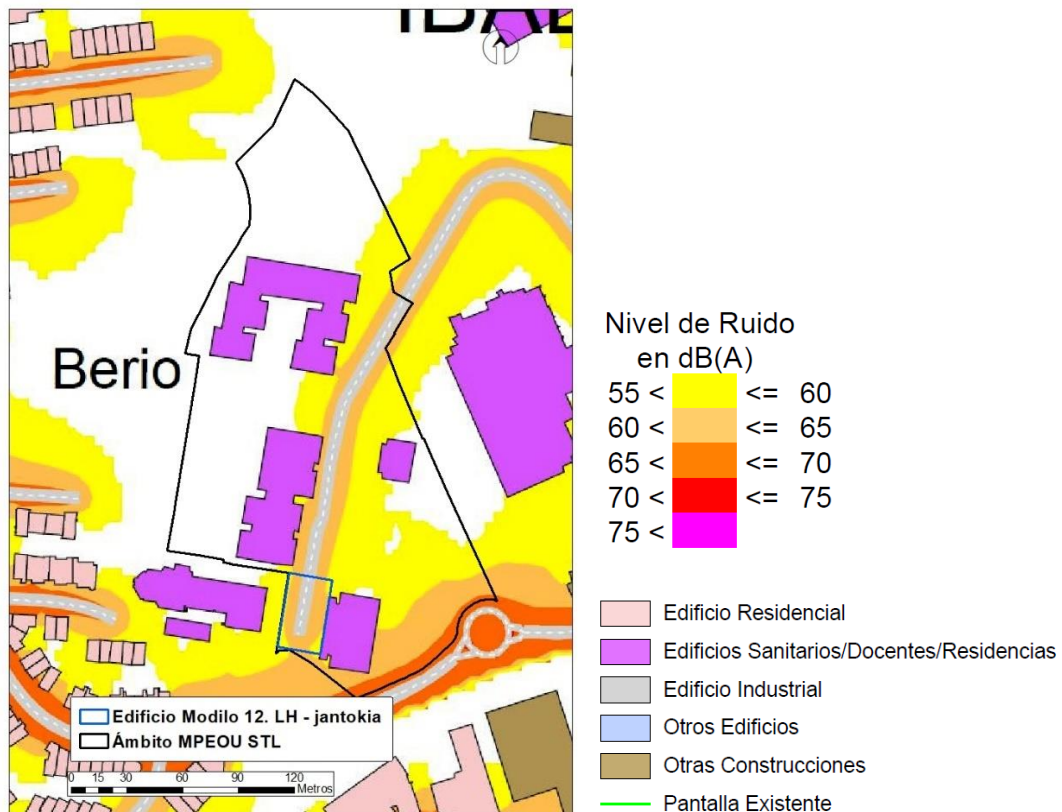 Berio
Edificio Modilo 12. LH - jantokia
Ámbito MPEOU STL
0 15 30 60 90 120
Metros
Nivel de Ruido
en dB(A)
55 < <= 60
60 < <= 65
65 < <= 70
70 < <= 75
75 <
Edificio Residencial
Edificios Sanitarios/Docentes/Residencias
Edificio Industrial
Otros Edificios
Otras Construcciones
Pantalla Existente